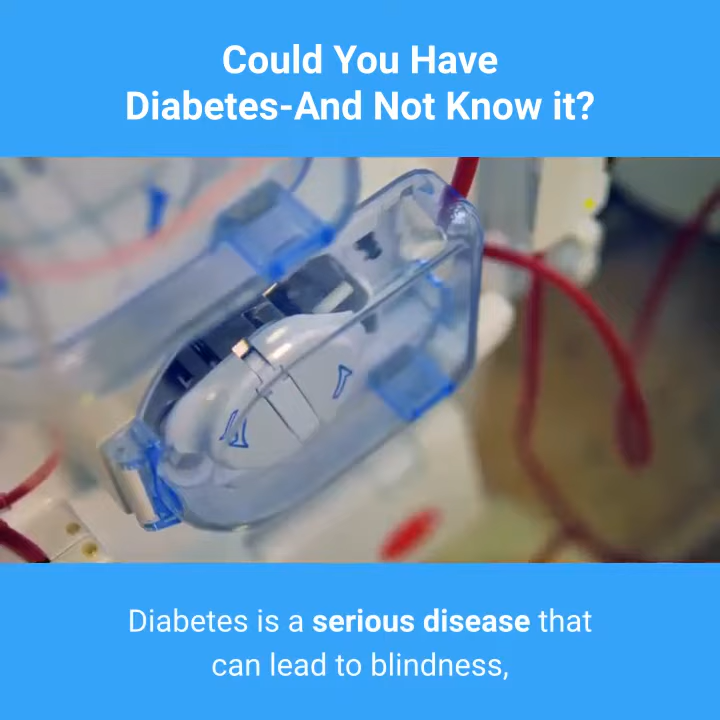 Could You Have
Diabetes-And Not Know it?
Diabetes is a serious disease that
can lead to blindness,